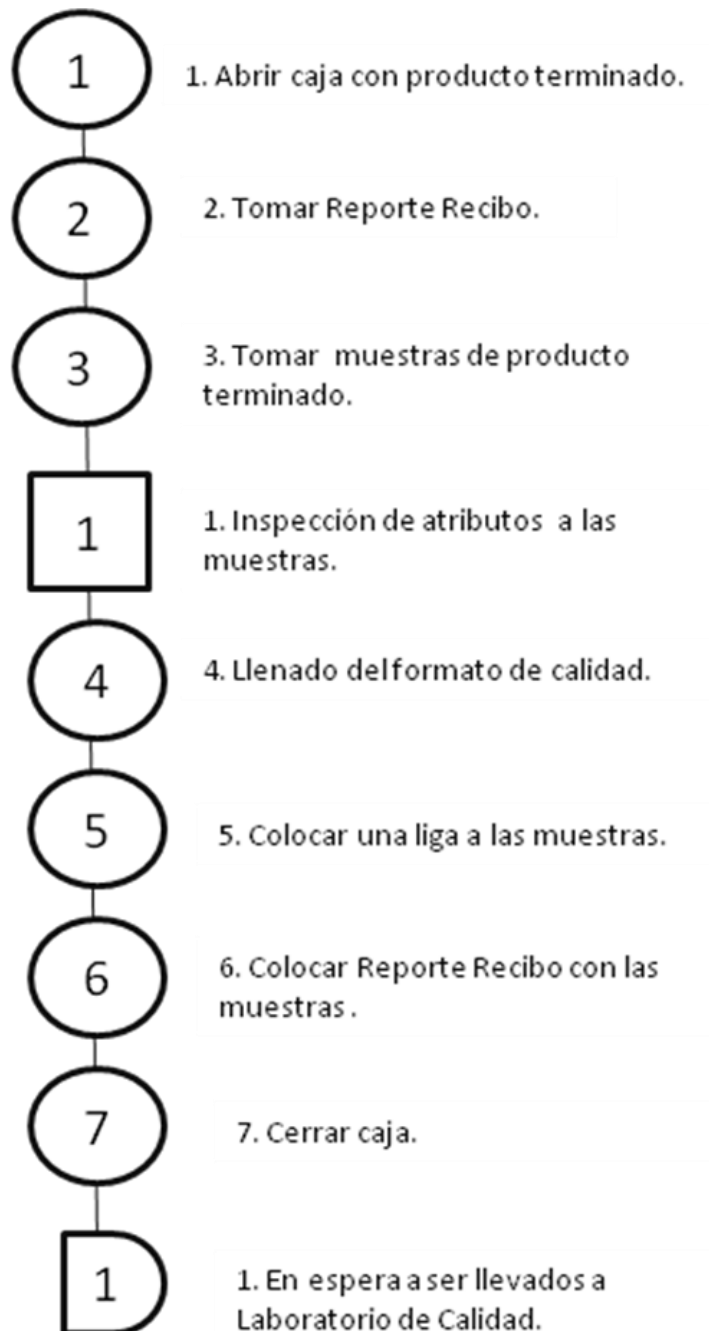 1
1. Abrir caja con producto terminado.
2
2. Tomar Reporte Recibo.
3
3. Tomar muestras de producto
terminado.
1
1. Inspección de atributos a las
muestras.
4
4. Llenado del formato de calidad.
5
5. Colocar una liga a las muestras.
6
6. Colocar Reporte Recibo con las
muestras.
7
7. Cerrar caja.
1
1. En espera a ser llevados a
Laboratorio de Calidad.